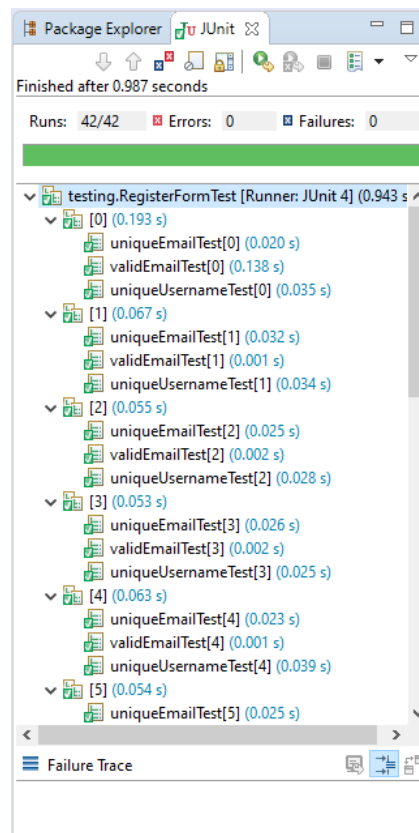 Package Explorer JUnit
Finished after 0.987 seconds
Runs: 42/42 Errors: 0 Failures: 0
testing.RegisterFormTest [Runner: JUnit 4] (0.943 s
[0] (0.193 s)
uniqueEmailTest[0] (0.020 s)
validEmailTest[0] (0.138 s)
uniqueUsernameTest[0] (0.035 s)
[1] (0.067 s)
uniqueEmailTest[1] (0.032 s)
validEmailTest[1] (0.001 s)
uniqueUsernameTest[1] (0.034 s)
[2] (0.055 s)
uniqueEmailTest[2] (0.025 s)
validEmailTest[2] (0.002 s)
uniqueUsernameTest[2] (0.028 s)
[3] (0.053 s)
uniqueEmailTest[3] (0.026 s)
validEmailTest[3] (0.002 s)
uniqueUsernameTest[3] (0.025 s)
[4] (0.063 s)
uniqueEmailTest[4] (0.023 s)
validEmailTest[4] (0.001 s)
uniqueUsernameTest[4] (0.039 s)
[5] (0.054 s)
uniqueEmailTest[5] (0.025 s)
Failure Trace